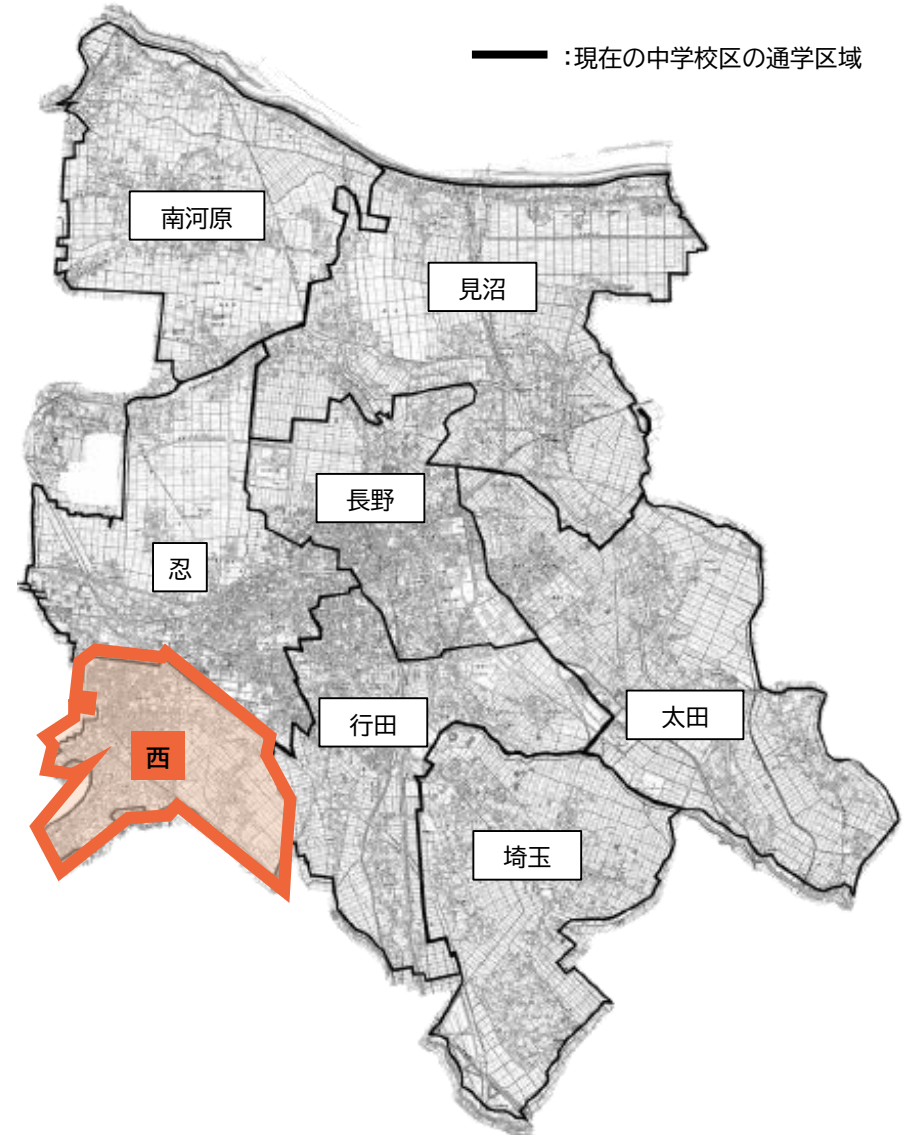 ：現在の中学校区の通学区域
南河原
見沼
長野
忍
行田
太田
西
埼玉